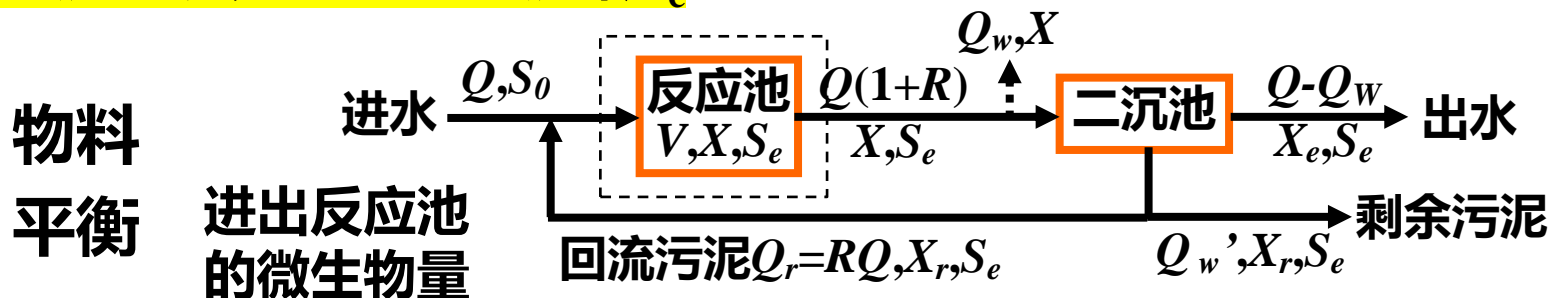 c
Q_w,X
Q,S_0 反应池 Q(1+R) Q-Q_W
进水 二沉池 出水
V,X,S_e X,S_e X_e,S_e
物料
平衡
进出反应池
的微生物量
回流污泥Q_r=RQ,X_r,S_e
剩余污泥
Q_w’,X_r,S_e